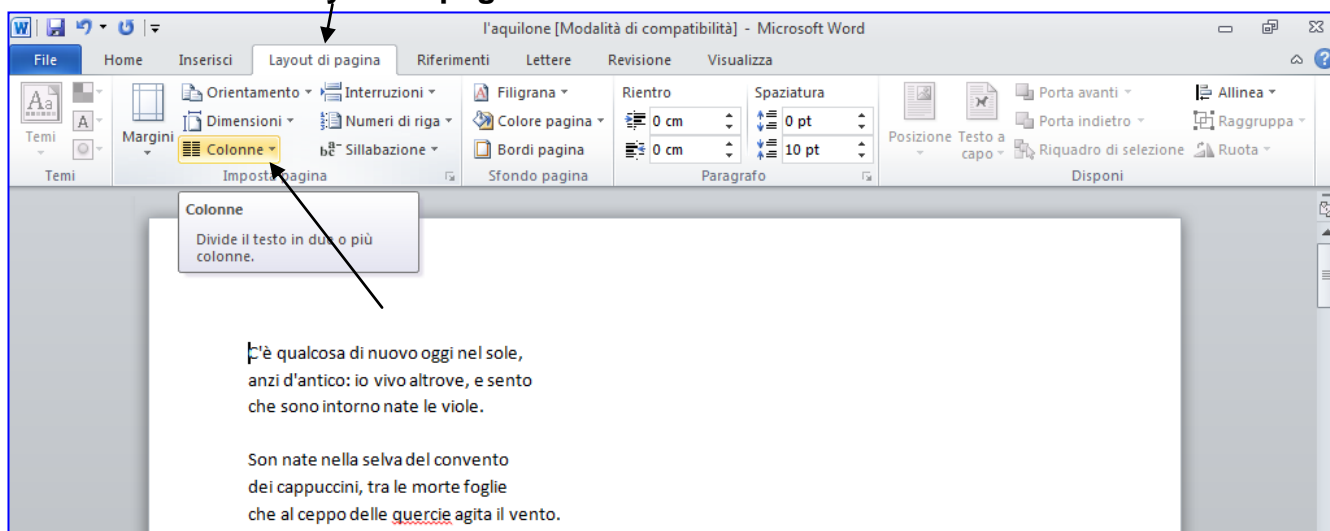 l'aquilone [Modalità di compatibilità] - Microsoft Word
File Home Inserisci Layout di pagina Riferimenti Lettere Revisione Visualizza
Temi
Margini
Orientamento
Dimensioni
Colonne
Interruzioni
Numeri di riga
Sillabazione
Filigrana
Colore pagina
Bordi pagina
Rientro
0 cm
0 cm
Spaziatura
0 pt
10 pt
Posizione
Testo a capo
Porta avanti
Porta indietro
Riquadro di selezione
Allinea
Raggruppa
Ruota
Temi Imposta pagina Sfondo pagina Paragrafo Disponi
Colonne
Divide il testo in due o più
colonne.
C'è qualcosa di nuovo oggi nel sole,
anzi d'antico: io vivo altrove, e sento
che sono intorno nate le viole.
Son nate nella selva del convento
dei cappuccini, tra le morte foglie
che al ceppo delle quercie agita il vento.